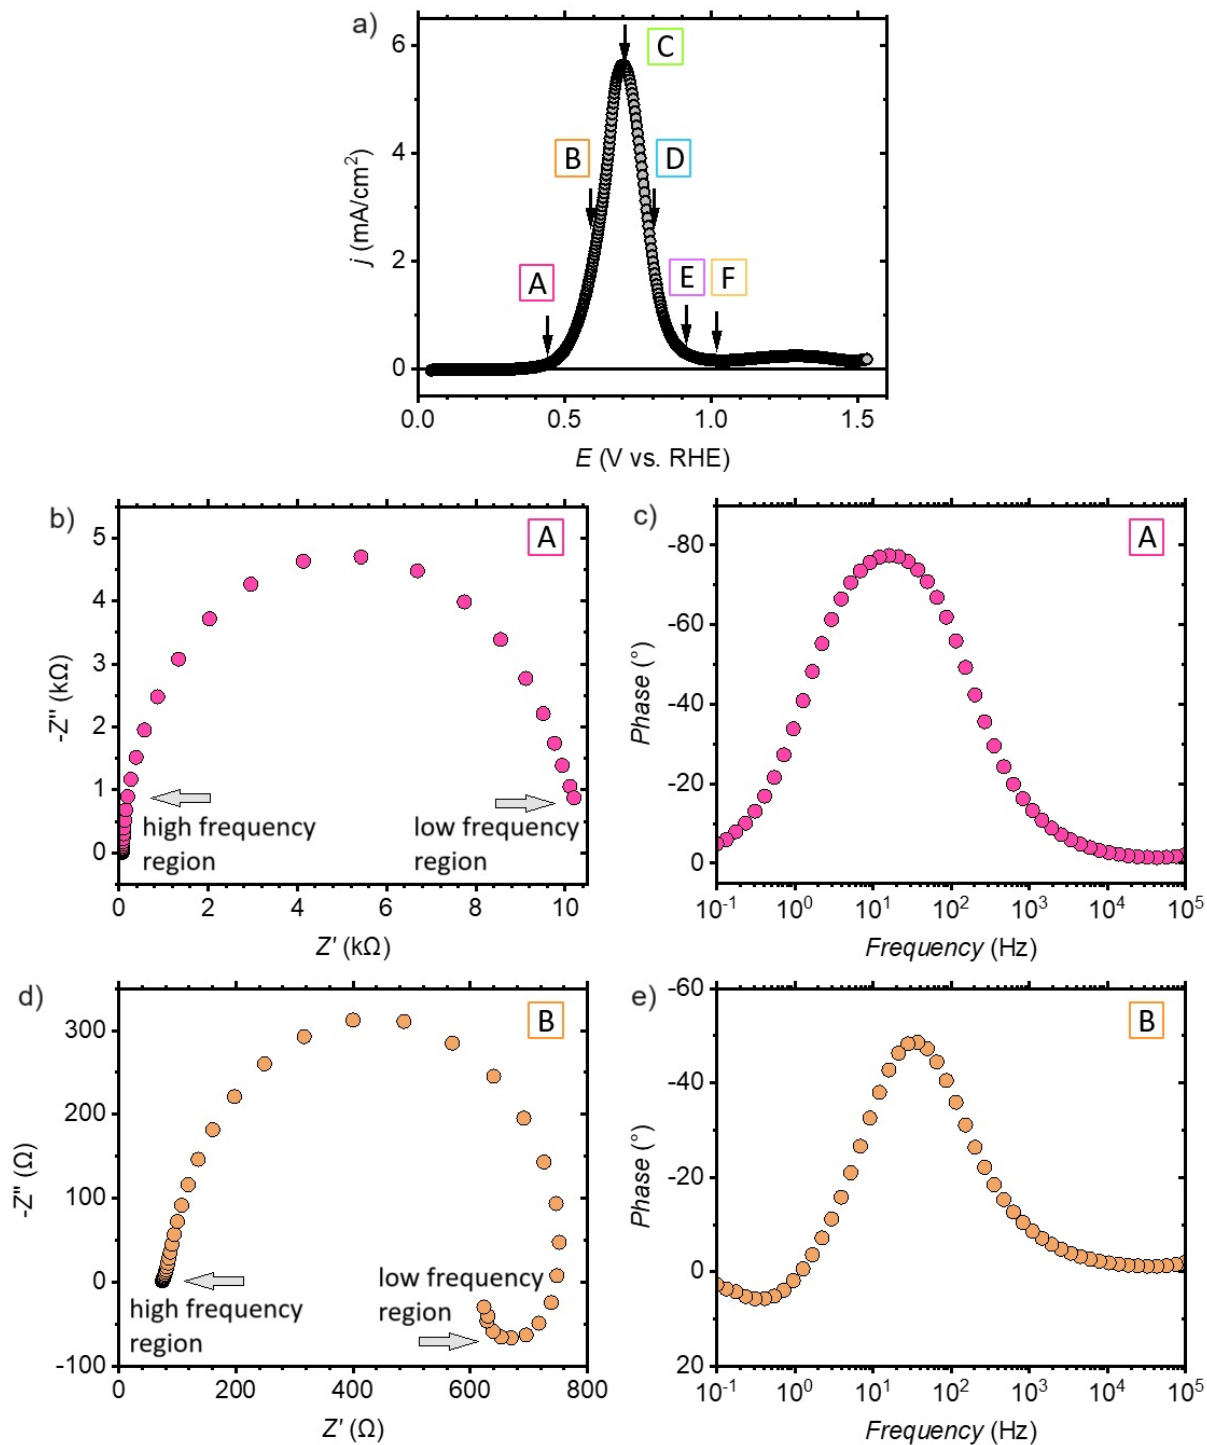 a)
6
4
2
0
j (mA/cm²)
A
B
C
D
E
F
0.0 0.5 1.0 1.5
E (V vs. RHE)
b)
A
5
4
3
2
1
0
-Z'' (kΩ)
high frequency
region
low frequency
region
0 2 4 6 8 10
Z' (kΩ)
c)
A
-80
-60
-40
-20
0
Phase (°)
10⁻¹ 10⁰ 10¹ 10² 10³ 10⁴ 10⁵
Frequency (Hz)
d)
B
300
200
100
0
-100
-Z'' (Ω)
high frequency
region
low frequency
region
0 200 400 600 800
Z' (Ω)
e)
B
-60
-40
-20
0
20
Phase (°)
10⁻¹ 10⁰ 10¹ 10² 10³ 10⁴ 10⁵
Frequency (Hz)